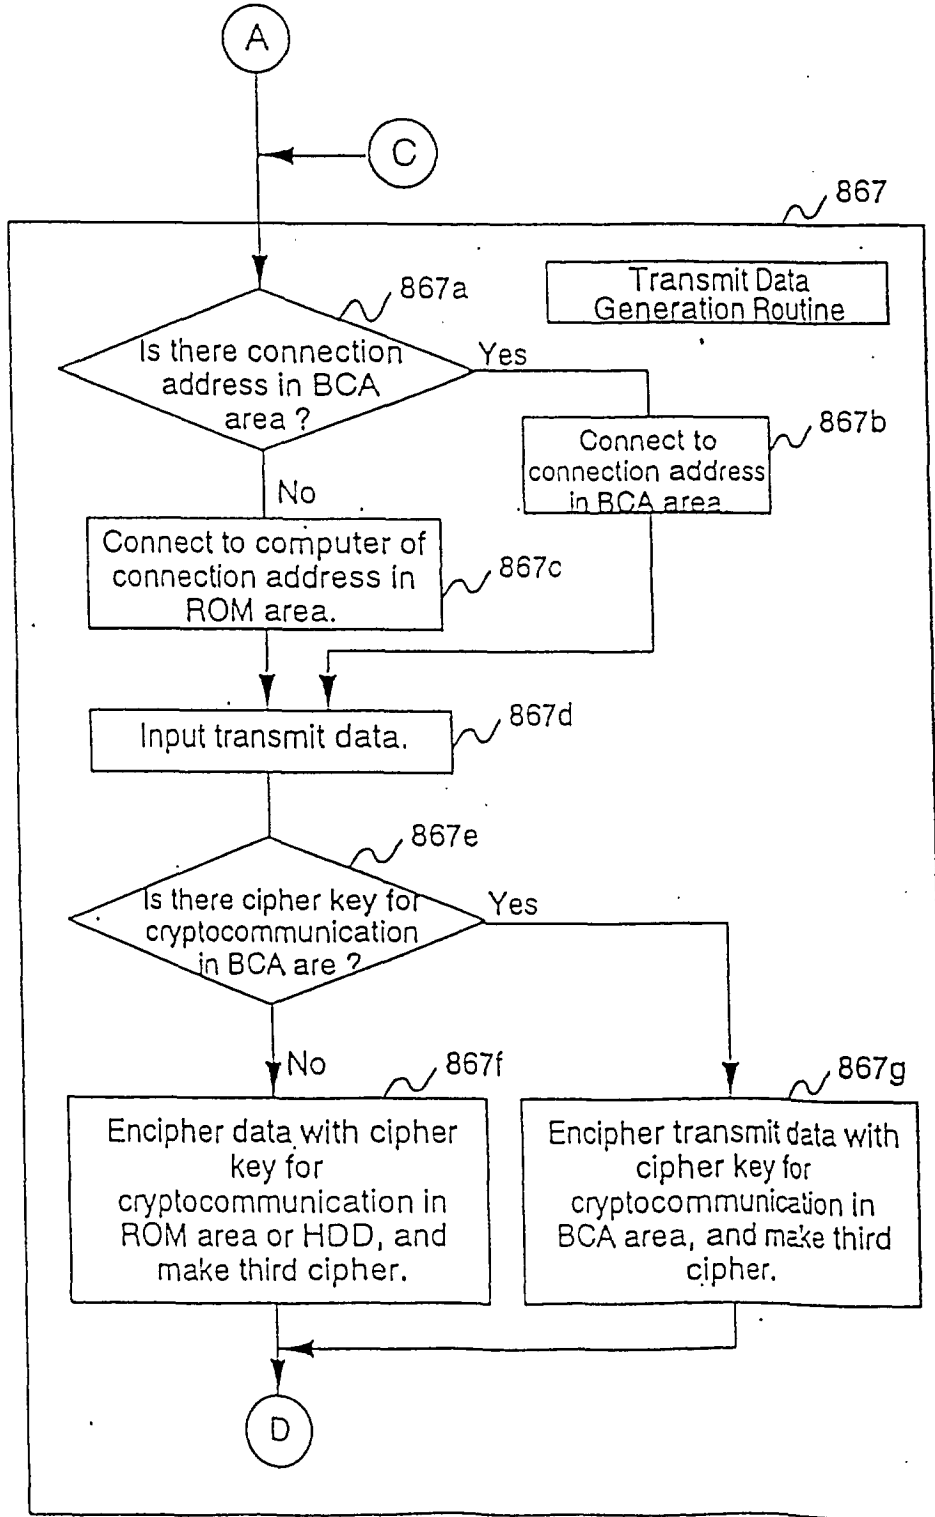 A
C
867
Transmit Data
Generation Routine
867a
Is there connection
address in BCA
area ?
Yes
867b
Connect to
connection address
in BCA area.
No
Connect to computer of
connection address in
ROM area.
867c
Input transmit data.
867d
867e
Is there cipher key for
cryptocommunication
in BCA are ?
Yes
No
867f
Encipher data with cipher
key for
cryptocommunication in
ROM area or HDD, and
make third cipher.
867g
Encipher transmit data with
cipher key for
cryptocommunication in
BCA area, and make third
cipher.
D